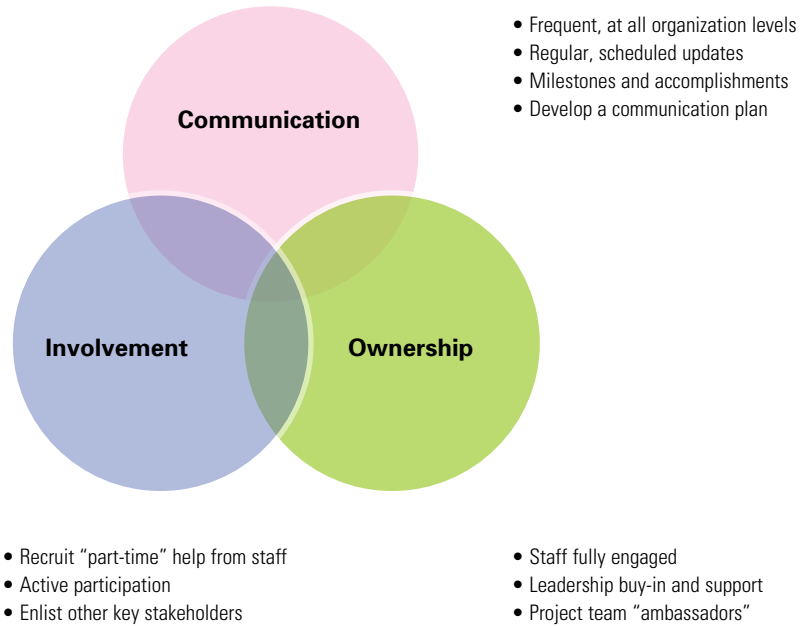 • Frequent, at all organization levels
• Regular, scheduled updates
• Milestones and accomplishments
• Develop a communication plan
Communication
Involvement
Ownership
• Recruit “part-time” help from staff
• Active participation
• Enlist other key stakeholders
• Staff fully engaged
• Leadership buy-in and support
• Project team “ambassadors”